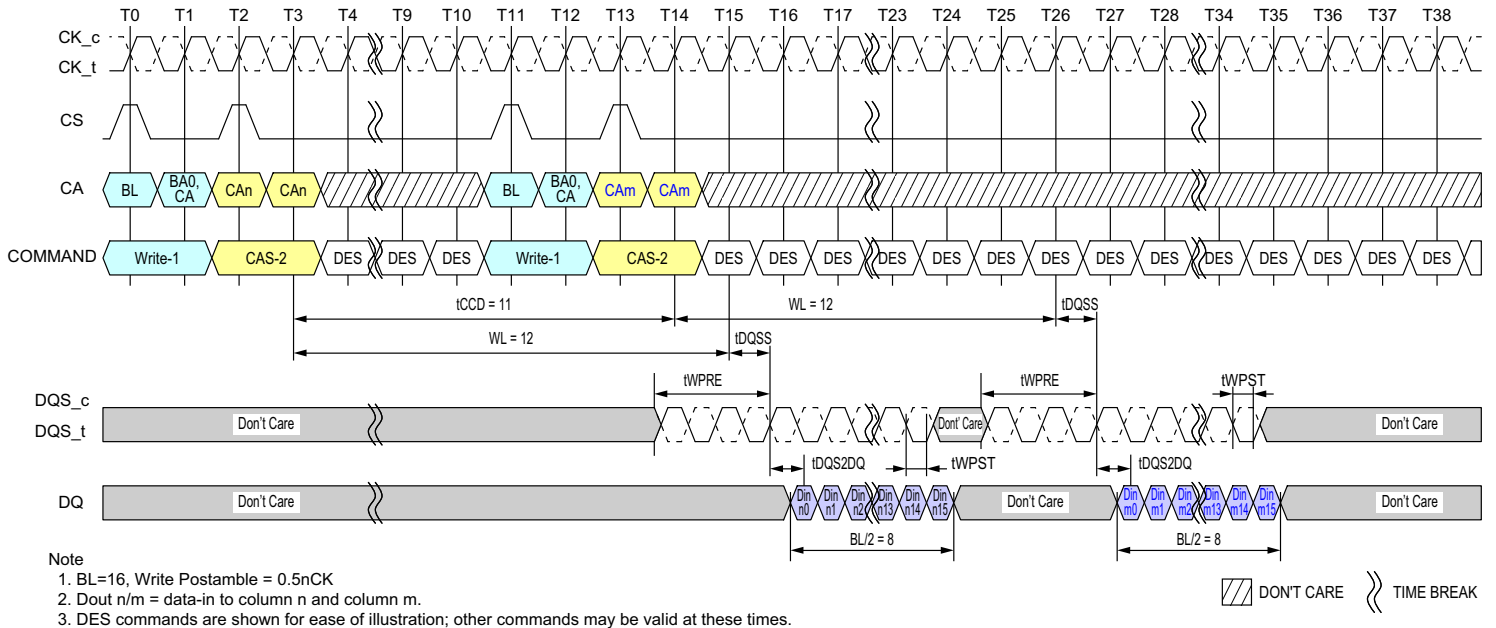 T0 T1 T2 T3 T4 T9 T10 T11 T12 T13 T14 T15 T16 T17 T23 T24 T25 T26 T27 T28 T34 T35 T36 T37 T38
CK_c
CK_t
CS
CA BL BA0, CA CAn CAn BL BA0, CA CAm CAm
COMMAND Write-1 CAS-2 DES DES DES Write-1 CAS-2 DES DES DES DES DES DES DES DES DES DES DES DES DES DES
tCCD = 11 WL = 12 tDQSS
WL = 12 tDQSS
tWPRE tWPRE tWPST
DQS_c
DQS_t Don't Care Dont' Care Don't Care
tDQS2DQ tWPST tDQS2DQ
DQ Don't Care Din n0 Din n1 Din n2 Din n13 Din n14 Din n15 Don't Care Din m0 Din m1 Din m2 Din m13 Din m14 Din m15 Don't Care
BL/2 = 8 BL/2 = 8
Note
1. BL=16, Write Postamble = 0.5nCK
2. Dout n/m = data-in to column n and column m.
3. DES commands are shown for ease of illustration; other commands may be valid at these times.
DON'T CARE TIME BREAK